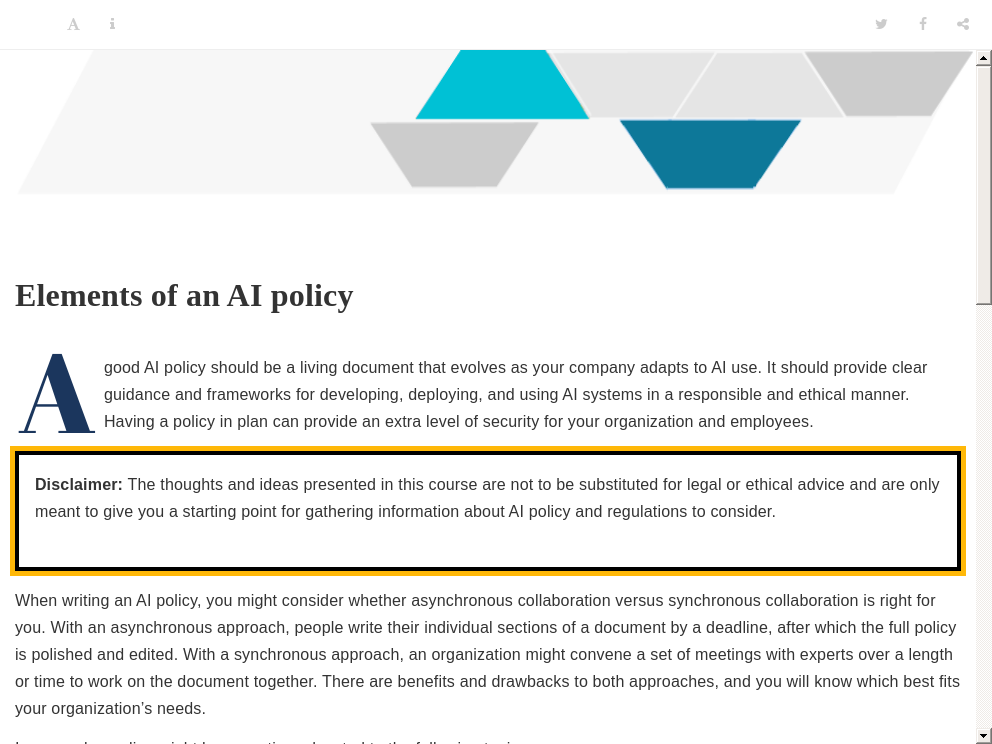 Elements of an AI policy
A good AI policy should be a living document that evolves as your company adapts to AI use. It should provide clear
guidance and frameworks for developing, deploying, and using AI systems in a responsible and ethical manner.
Having a policy in plan can provide an extra level of security for your organization and employees.
Disclaimer: The thoughts and ideas presented in this course are not to be substituted for legal or ethical advice and are only
meant to give you a starting point for gathering information about AI policy and regulations to consider.
When writing an AI policy, you might consider whether asynchronous collaboration versus synchronous collaboration is right for
you. With an asynchronous approach, people write their individual sections of a document by a deadline, after which the full policy
is polished and edited. With a synchronous approach, an organization might convene a set of meetings with experts over a length
or time to work on the document together. There are benefits and drawbacks to both approaches, and you will know which best fits
your organization's needs.